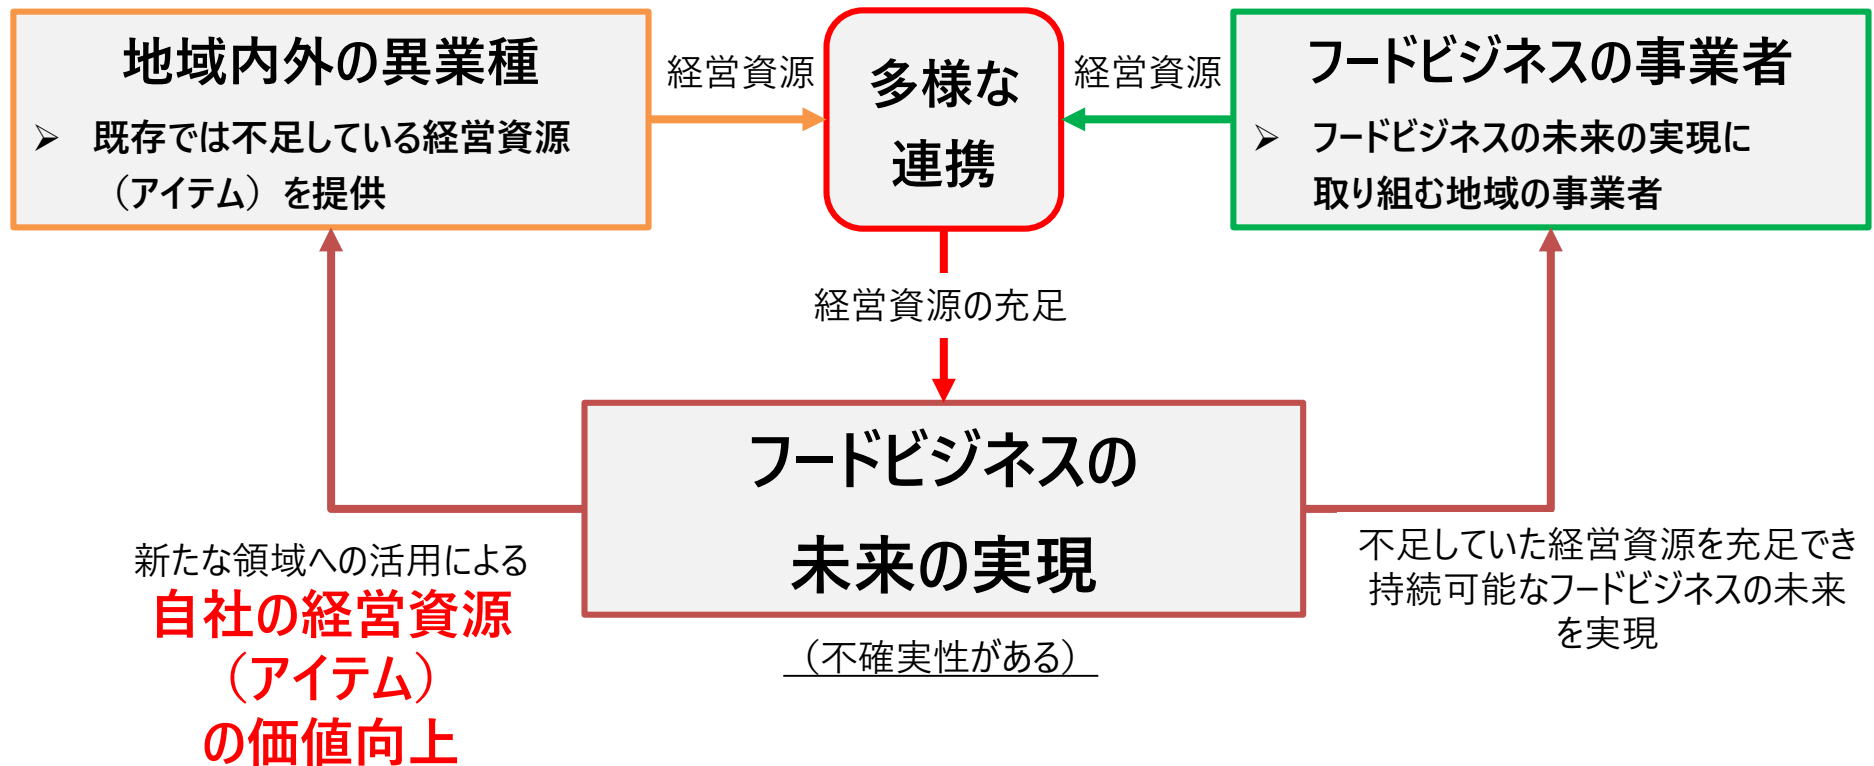 地域内外の異業種
➢ 既存では不足している経営資源
（アイテム）を提供
経営資源
多様な
連携
経営資源
フードビジネスの事業者
➢ フードビジネスの未来の実現に
取り組む地域の事業者
経営資源の充足
フードビジネスの
未来の実現
（不確実性がある）
新たな領域への活用による
自社の経営資源
（アイテム）
の価値向上
不足していた経営資源を充足でき
持続可能なフードビジネスの未来
を実現